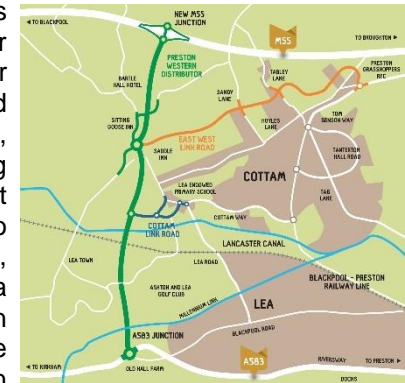 ◄ TO BLACKPOOL
NEW M55
JUNCTION
M55
TO BROUGHTON ►
PRESTON
WESTERN
DISTRIBUTOR
TABLEY
LANE
PRESTON
GRASSHOPPERS
RFC
BARTLE
HALL HOTEL
SANDY
LANE
SITTING
GOOSE INN
HOYLES
LANE
TOM
BENSON WAY
EAST WEST
LINK ROAD
SADDLE
INN
TANTERTON
HALL ROAD
LEA ENDOWED
PRIMARY SCHOOL
COTTAM
TAG
LANE
COTTAM
LINK ROAD
COTTAM WAY
LANCASTER CANAL
LEA TOWN
LEA ROAD
BLACKPOOL - PRESTON
RAILWAY LINE
ASHTON AND LEA
GOLF CLUB
MILLENNIUM LINK
LEA
A583 JUNCTION
BLACKPOOL ROAD
◄ TO KIRKHAM
OLD HALL FARM
A583
RIVERSWAY
TO PRESTON ►
DOCKS